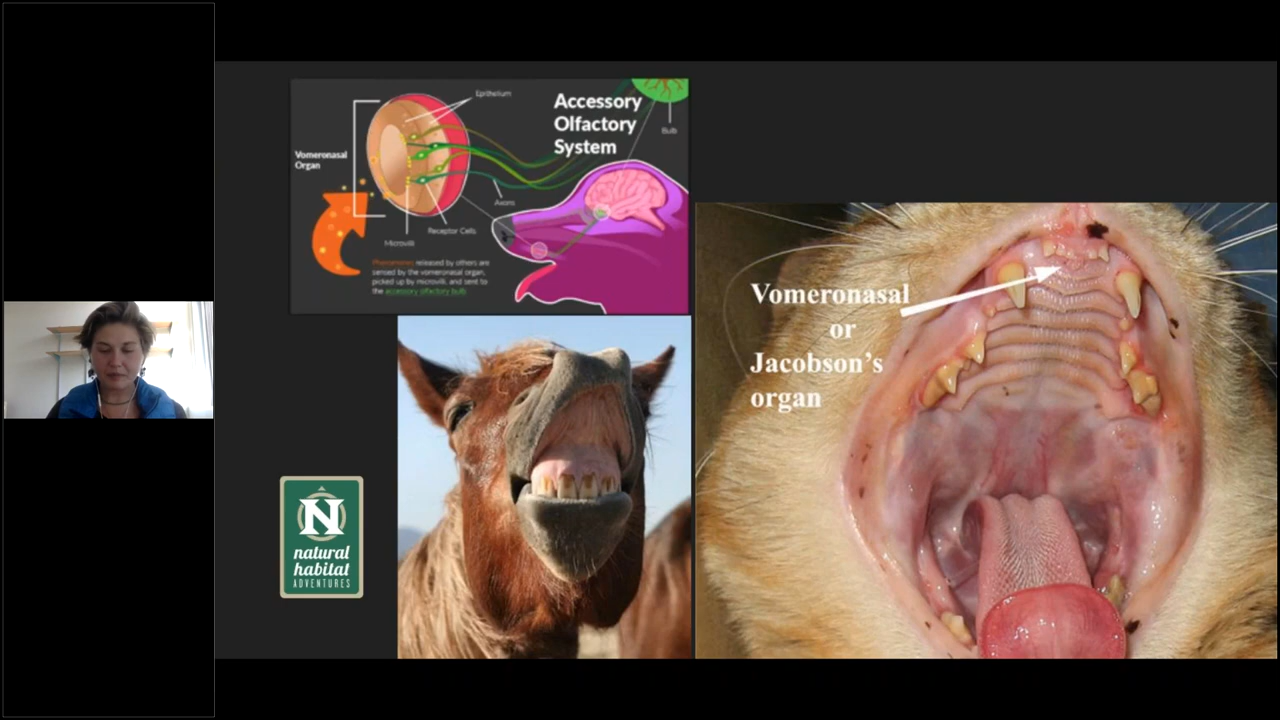 Epithelium
Accessory
Olfactory
System
Bulb
Vomeronasal
Organ
Axons
Receptor Cells
Microvilli
Pheromones released by others are
sensed by the vomeronasal organ,
picked up by microvilli, and sent to
the accessory olfactory bulb
Vomeronasal
or
Jacobson's
organ
N
natural
habitat
ADVENTURES